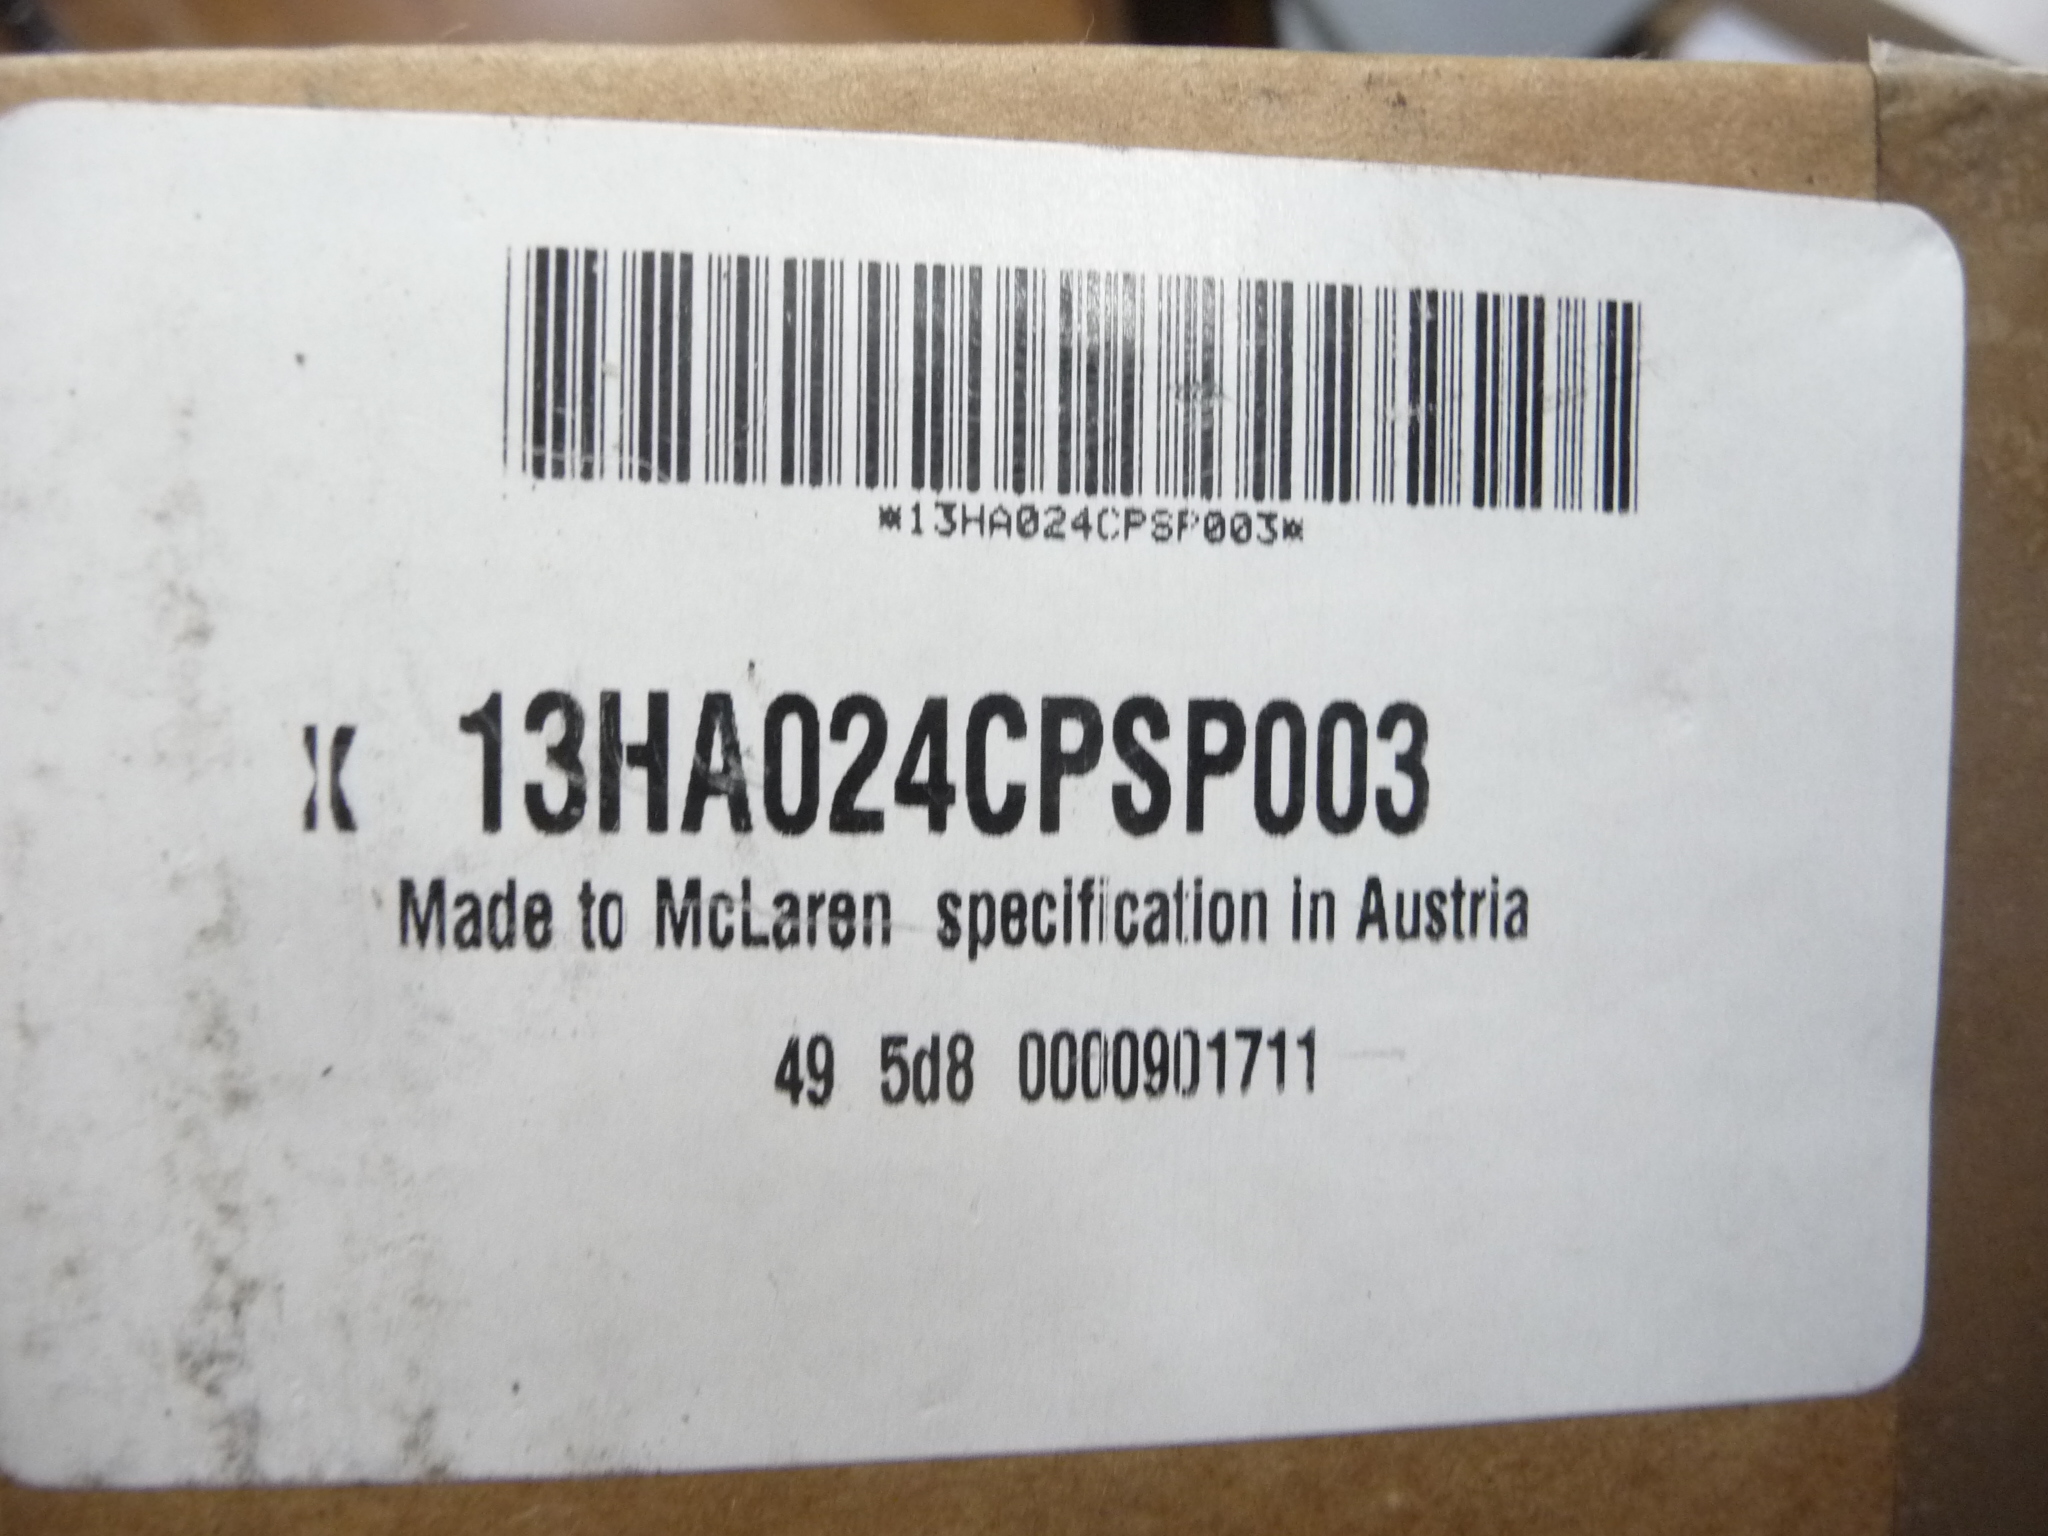 *13HA024CPSP003*
X 13HA024CPSP003
Made to McLaren specification in Austria
49 5d8 0000901711